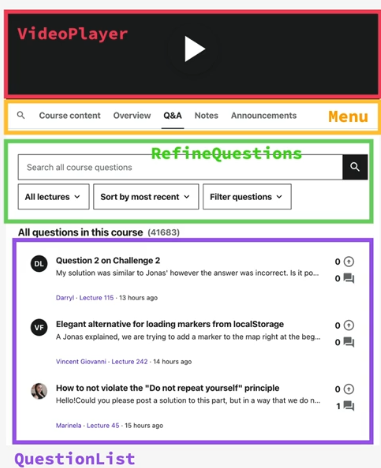 VideoPlayer
Course content Overview Q&A Notes Announcements Menu
RefineQuestions
Search all course questions
All lectures Sort by most recent Filter questions
All questions in this course (41683)
DL Question 2 on Challenge 2 0
My solution was similar to Jonas' however the answer was incorrect. Is it po... 0
Darryl · Lecture 115 · 13 hours ago
VF Elegant alternative for loading markers from localStorage 0
A Jonas explained, we are trying to add a marker to the map right at the beg... 0
Vincent Giovanni · Lecture 242 · 14 hours ago
How to not violate the "Do not repeat yourself" principle 0
Hello!Could you please post a solution to this part, but in a way that we do n... 1
Marinela · Lecture 45 · 15 hours ago
QuestionList